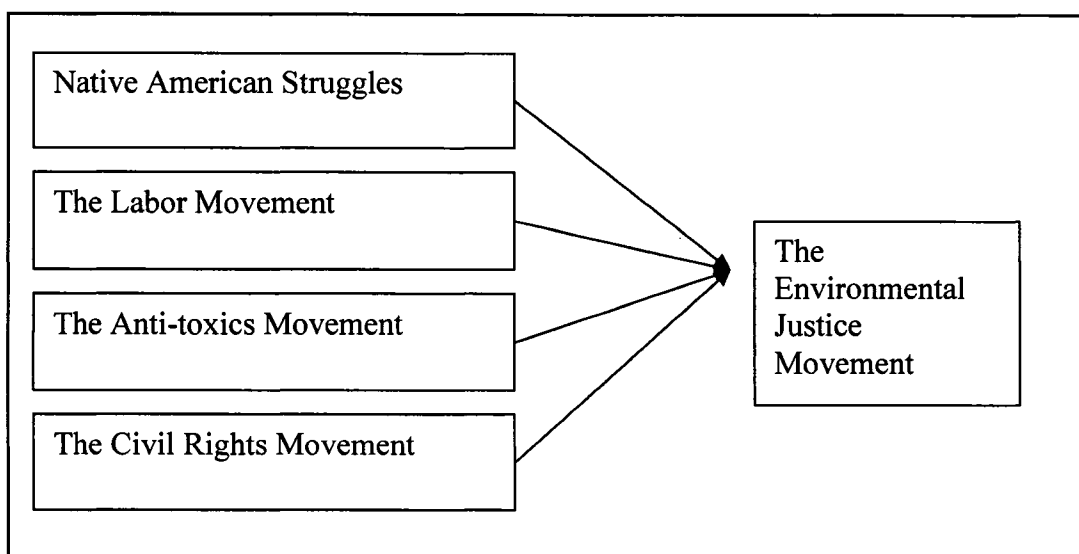 Native American Struggles
The Labor Movement
The Anti-toxics Movement
The Civil Rights Movement
The
Environmental
Justice
Movement